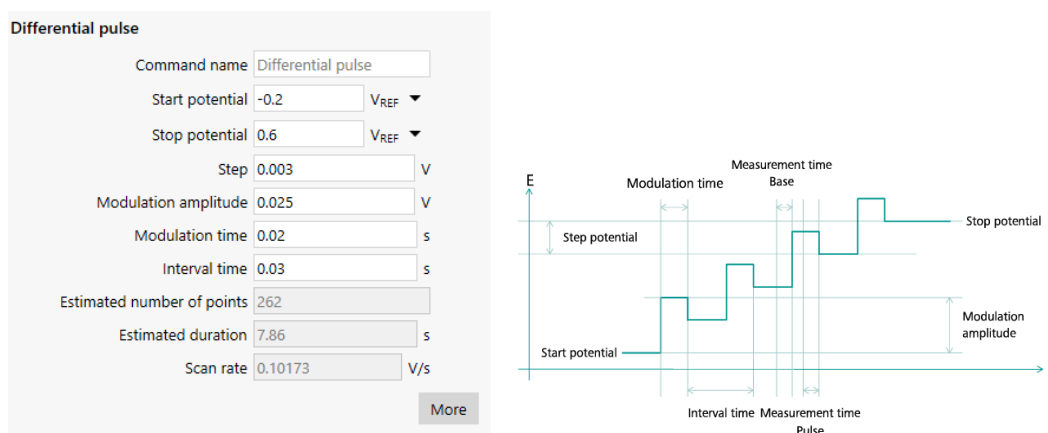 Differential pulse
Command name Differential pulse
Start potential -0.2 VREF
Stop potential 0.6 VREF
Step 0.003 V
Modulation amplitude 0.025 V
Modulation time 0.02 s
Interval time 0.03 s
Estimated number of points 262
Estimated duration 7.86 s
Scan rate 0.10173 V/s
More
E
Modulation time
Measurement time
Base
Step potential
Stop potential
Modulation
amplitude
Start potential
Interval time
Measurement time
Pulse